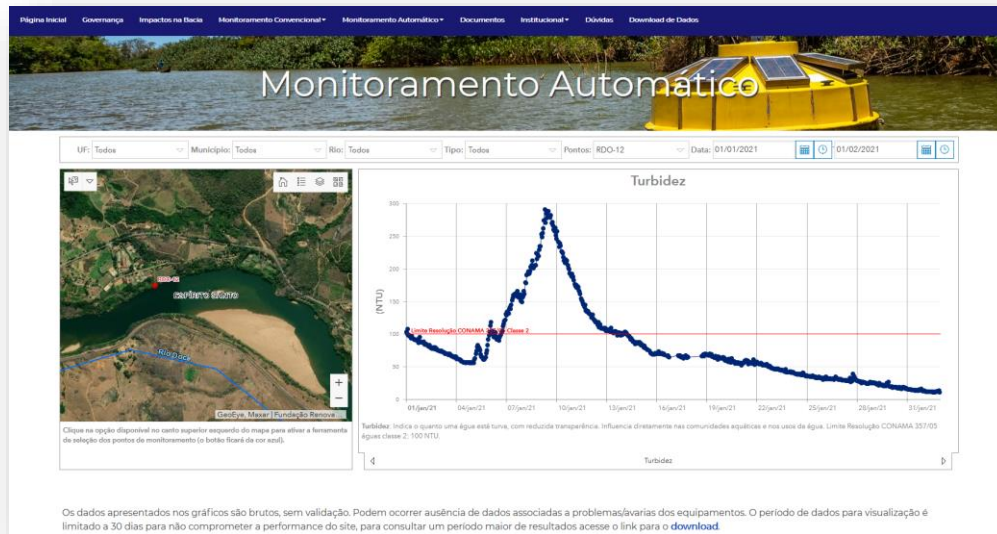 Página Inicial Governança Impactos na Bacia Monitoramento Convencional Monitoramento Automático Documentos Institucional Dúvidas Download de Dados
Monitoramento Automático
UF: Todos Município: Todos Rio: Todos Tipo: Todos Pontos: RDO-12 Data: 01/01/2021 - 01/02/2021
RDO-12
ESPÍRITO SANTO
Rio Doce
+
−
GeoEye, Maxar | Fundação Renova ...
Clique na opção disponível no canto superior esquerdo do mapa para ativar a ferramenta
de seleção dos pontos de monitoramento (o botão ficará da cor azul).
Turbidez
300
250
200
150
100
50
0
(NTU)
Limite Resolução CONAMA Classe 2
01/jan/21 04/jan/21 07/jan/21 10/jan/21 13/jan/21 16/jan/21 19/jan/21 22/jan/21 25/jan/21 28/jan/21 31/jan/21
Turbidez: Indica o quanto uma água está turva, com reduzida transparência. Influencia diretamente nas comunidades aquáticas e nos usos da água. Limite Resolução CONAMA 357/05
águas classe 2: 100 NTU.
Turbidez
Os dados apresentados nos gráficos são brutos, sem validação. Podem ocorrer ausência de dados associadas a problemas/avarias dos equipamentos. O período de dados para visualização é
limitado a 30 dias para não comprometer a performance do site, para consultar um período maior de resultados acesse o link para o download.